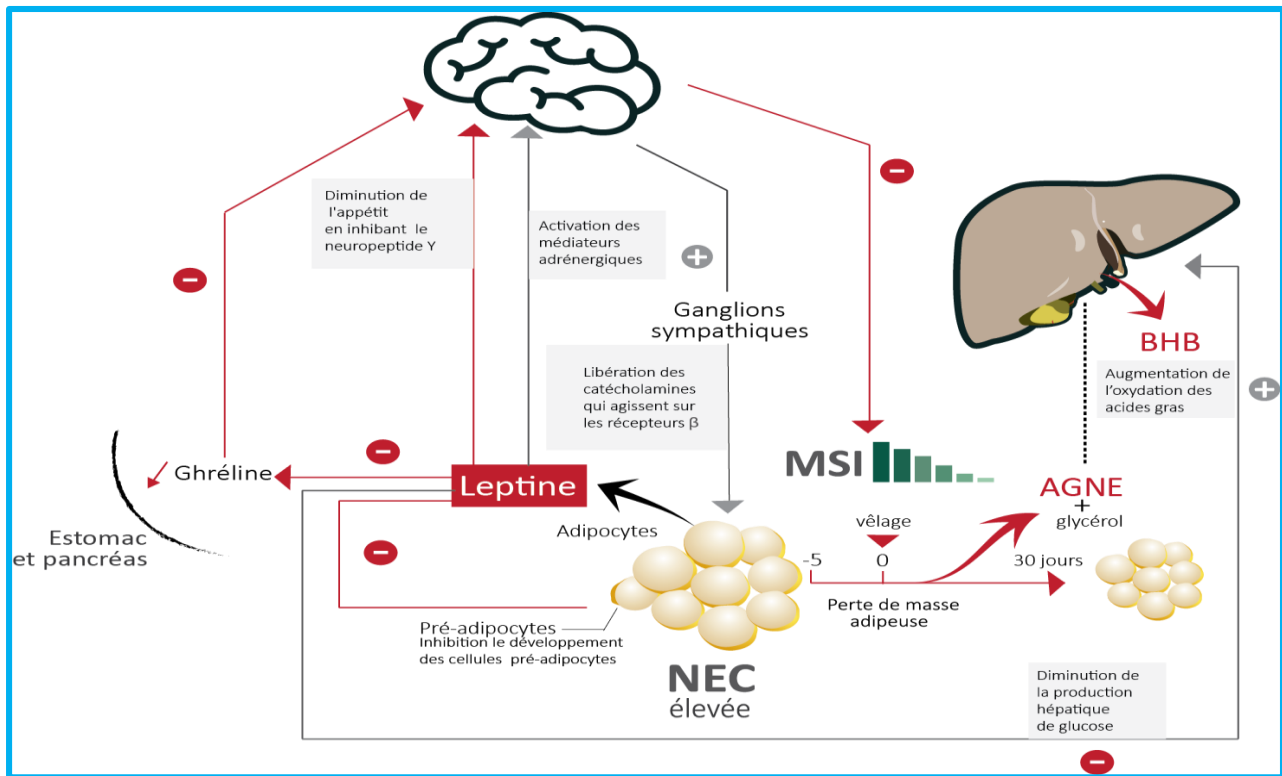 Diminution de
l'appétit
en inhibant le
neuropeptide Y
Activation des
médiateurs
adrénergiques
Ganglions
sympathiques
BHB
Augmentation de
l'oxydation des
acides gras
Libération des
catécholamines
qui agissent sur
les récepteurs β
MSI
Ghréline
Leptine
AGNE
+
glycérol
Estomac
et pancréas
Adipocytes
vêlage
-5
0
30 jours
Perte de masse
adipeuse
Pré-adipocytes
Inhibition le développement
des cellules pré-adipocytes
NEC
élevée
Diminution de
la production
hépatique
de glucose